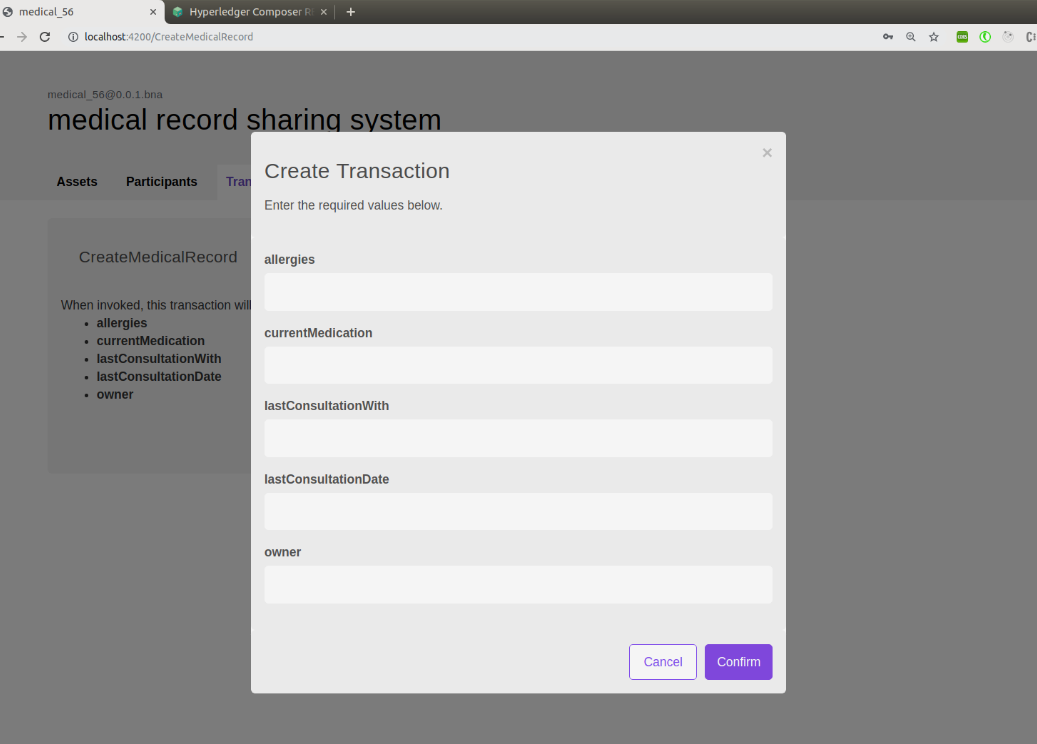 medical_56
Hyperledger Composer R
localhost:4200/CreateMedicalRecord
medical_56@0.0.1.bna
medical record sharing system
Assets
Participants
Tran
Create Transaction
Enter the required values below.
CreateMedicalRecord
When invoked, this transaction will
• allergies
• currentMedication
• lastConsultationWith
• lastConsultationDate
• owner
allergies
currentMedication
lastConsultationWith
lastConsultationDate
owner
Cancel
Confirm